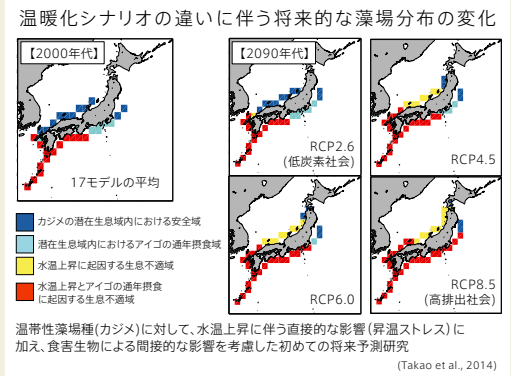 温暖化シナリオの違いに伴う将来的な藻場分布の変化
【2000年代】
17モデルの平均
【2090年代】
RCP2.6
(低炭素社会)
RCP4.5
RCP6.0
RCP8.5
(高排出社会)
カジメの潜在生息域内における安全域
潜在生息域内におけるアイゴの通年摂食域
水温上昇に起因する生息不適域
水温上昇とアイゴの通年摂食
に起因する生息不適域
温帯性藻場種(カジメ)に対して、水温上昇に伴う直接的な影響(昇温ストレス)に
加え、食害生物による間接的な影響を考慮した初めての将来予測研究
(Takao et al., 2014)